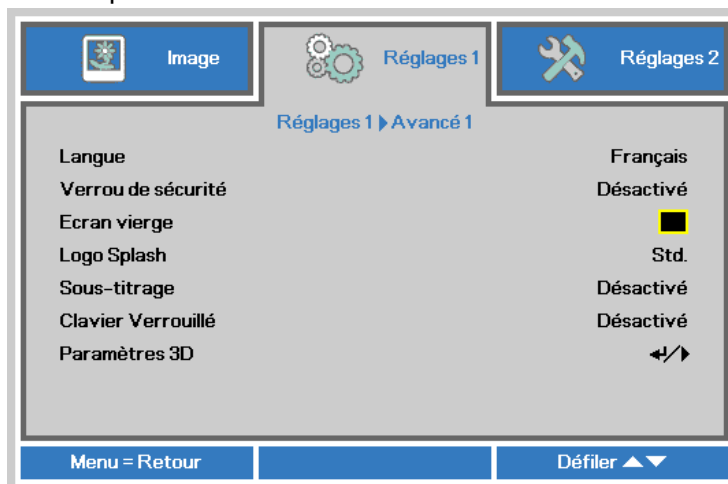 Image
Réglages 1
Réglages 2
Réglages 1 Avancé 1
Langue Français
Verrou de sécurité Désactivé
Ecran vierge
Logo Splash Std.
Sous-titrage Désactivé
Clavier Verrouillé Désactivé
Paramètres 3D /
Menu = Retour
Défiler